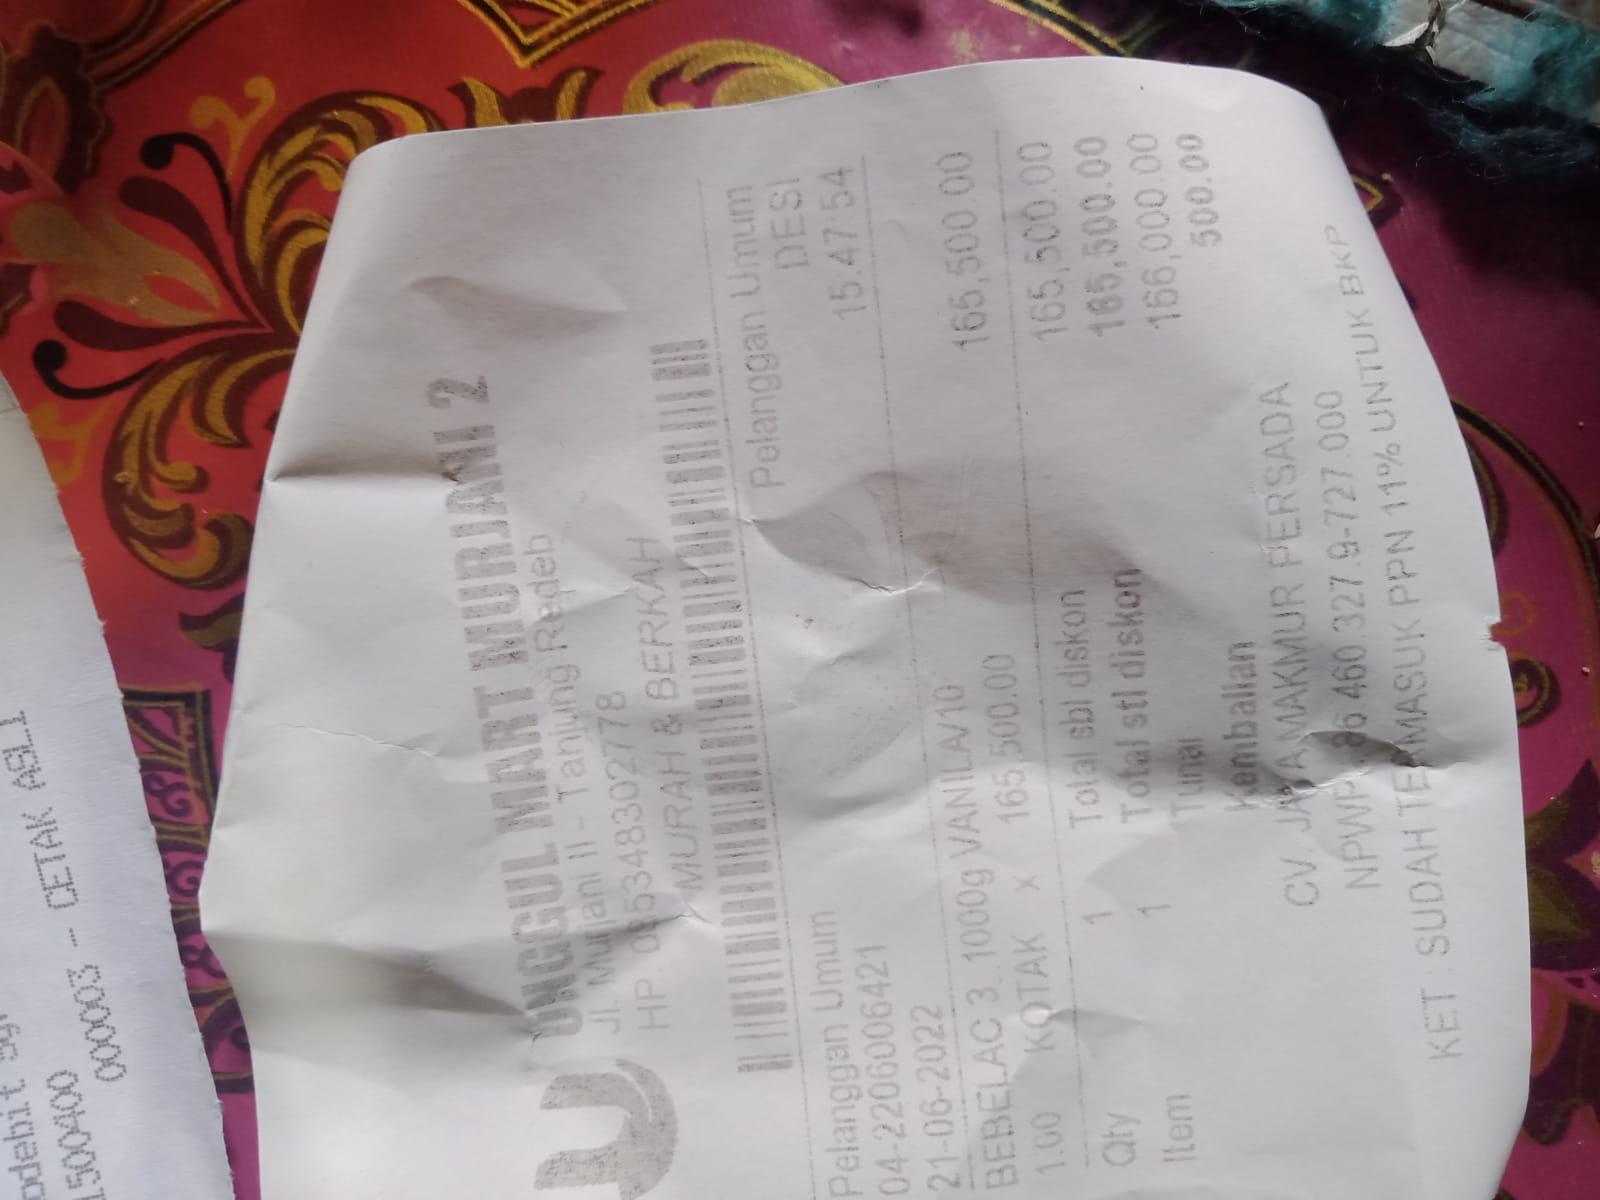 UNGGUL MART MURJANI 2
Jl. Murjani II - Tanjung Redeb
HP. 085348302778
MURAH & BERKAH
Pelanggan Umum Pelanggan Umum
04-2206006421 DESI
21-06-2022 15:47:54
BEBELAC 3 1000g VANILA/10
1.00 KOTAK x 165,500.00 165,500.00
Qty 1 Total sbl diskon 165,500.00
Item 1 Total stl diskon 165,500.00
Tunai 166,000.00
Kembalian 500.00
CV. JAYA MAKMUR PERSADA
NPWP. 86.460.327.9-727.000
KET : SUDAH TERMASUK PPN 11% UNTUK BKP
1500400
000003 -- CETAK ASLI